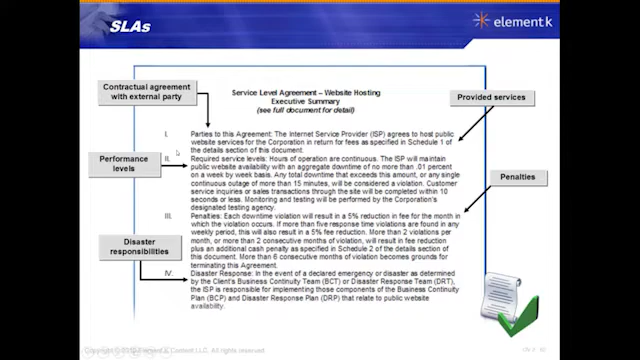 SLAs
element k
Contractual agreement
with external party
Service Level Agreement – Website Hosting
Executive Summary
(see full document for detail)
Provided services
I. Parties to this Agreement: The Internet Service Provider (ISP) agrees to host public
website services for the Corporation in return for fees as specified in Schedule 1 of
the details section of this document.
Performance
levels
II. Required service levels: Hours of operation are continuous. The ISP will maintain
public website availability with an aggregate downtime of no more than .01 percent
on a week by week basis. Any total downtime that exceeds this amount, or any single
continuous outage of more than 15 minutes, will be considered a violation. Customer
service inquiries or sales transactions through the site will be completed within 10
seconds or less. Monitoring and testing will be performed by the Corporation's
designated testing agency.
Penalties
III. Penalties: Each downtime violation will result in a 5% reduction in fee for the month in
which the violation occurs. If more than five response time violations are found in any
weekly period, this will also result in a 5% fee reduction. More than 2 violations per
month, or more than 2 consecutive months of violation, will result in fee reduction
plus an additional cash penalty as specified in Schedule 2 of the details section of this
document. More than 6 consecutive months of violation becomes grounds for
terminating this Agreement.
Disaster
responsibilities
IV. Disaster Response: In the event of a declared emergency or disaster as determined
by the Client's Business Continuity Team (BCT) or Disaster Response Team (DRT),
the ISP is responsible for implementing those components of the Business Continuity
Plan (BCP) and Disaster Response Plan (DRP) that relate to public website
availability.
Copyright © Element K Content LLC. All rights reserved.